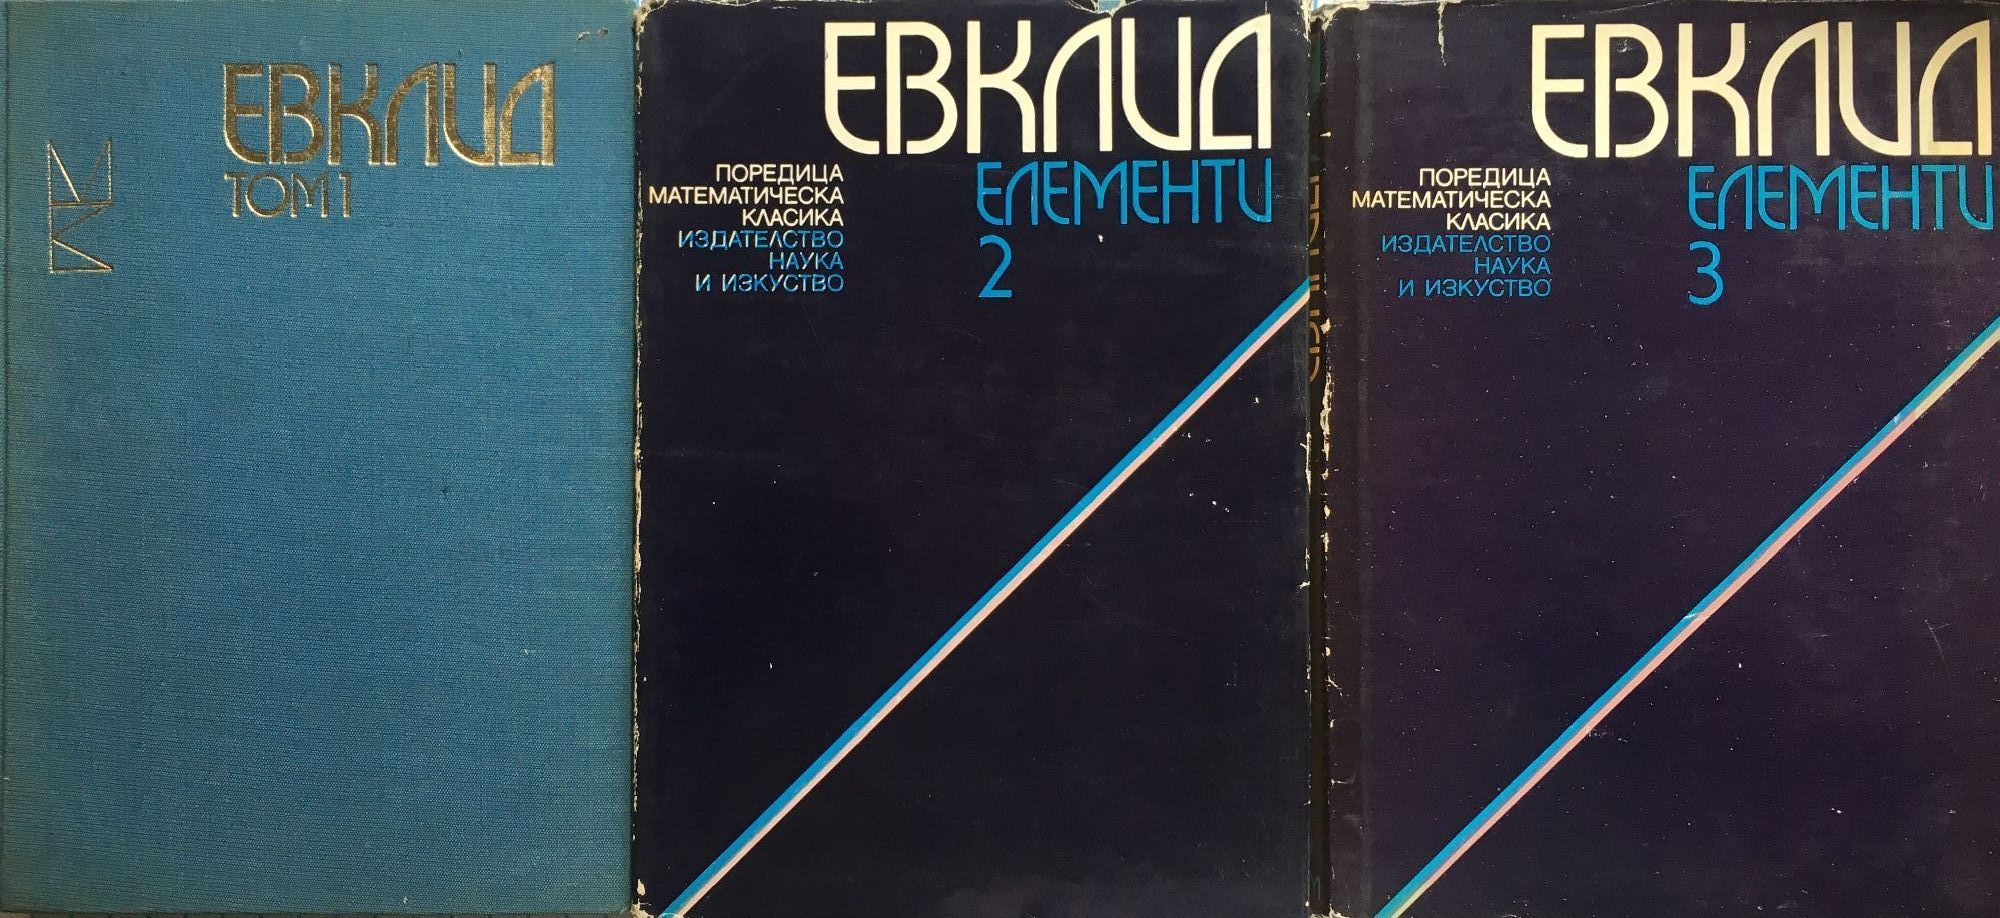 ЕВКЛИД
ТОМ 1
ЕВКЛИД
ПОРЕДИЦА
МАТЕМАТИЧЕСКА
КЛАСИКА
ИЗДАТЕЛСТВО
НАУКА
И ИЗКУСТВО
ЕЛЕМЕНТИ
2
ЕВКЛИД
ПОРЕДИЦА
МАТЕМАТИЧЕСКА
КЛАСИКА
ИЗДАТЕЛСТВО
НАУКА
И ИЗКУСТВО
ЕЛЕМЕНТИ
3